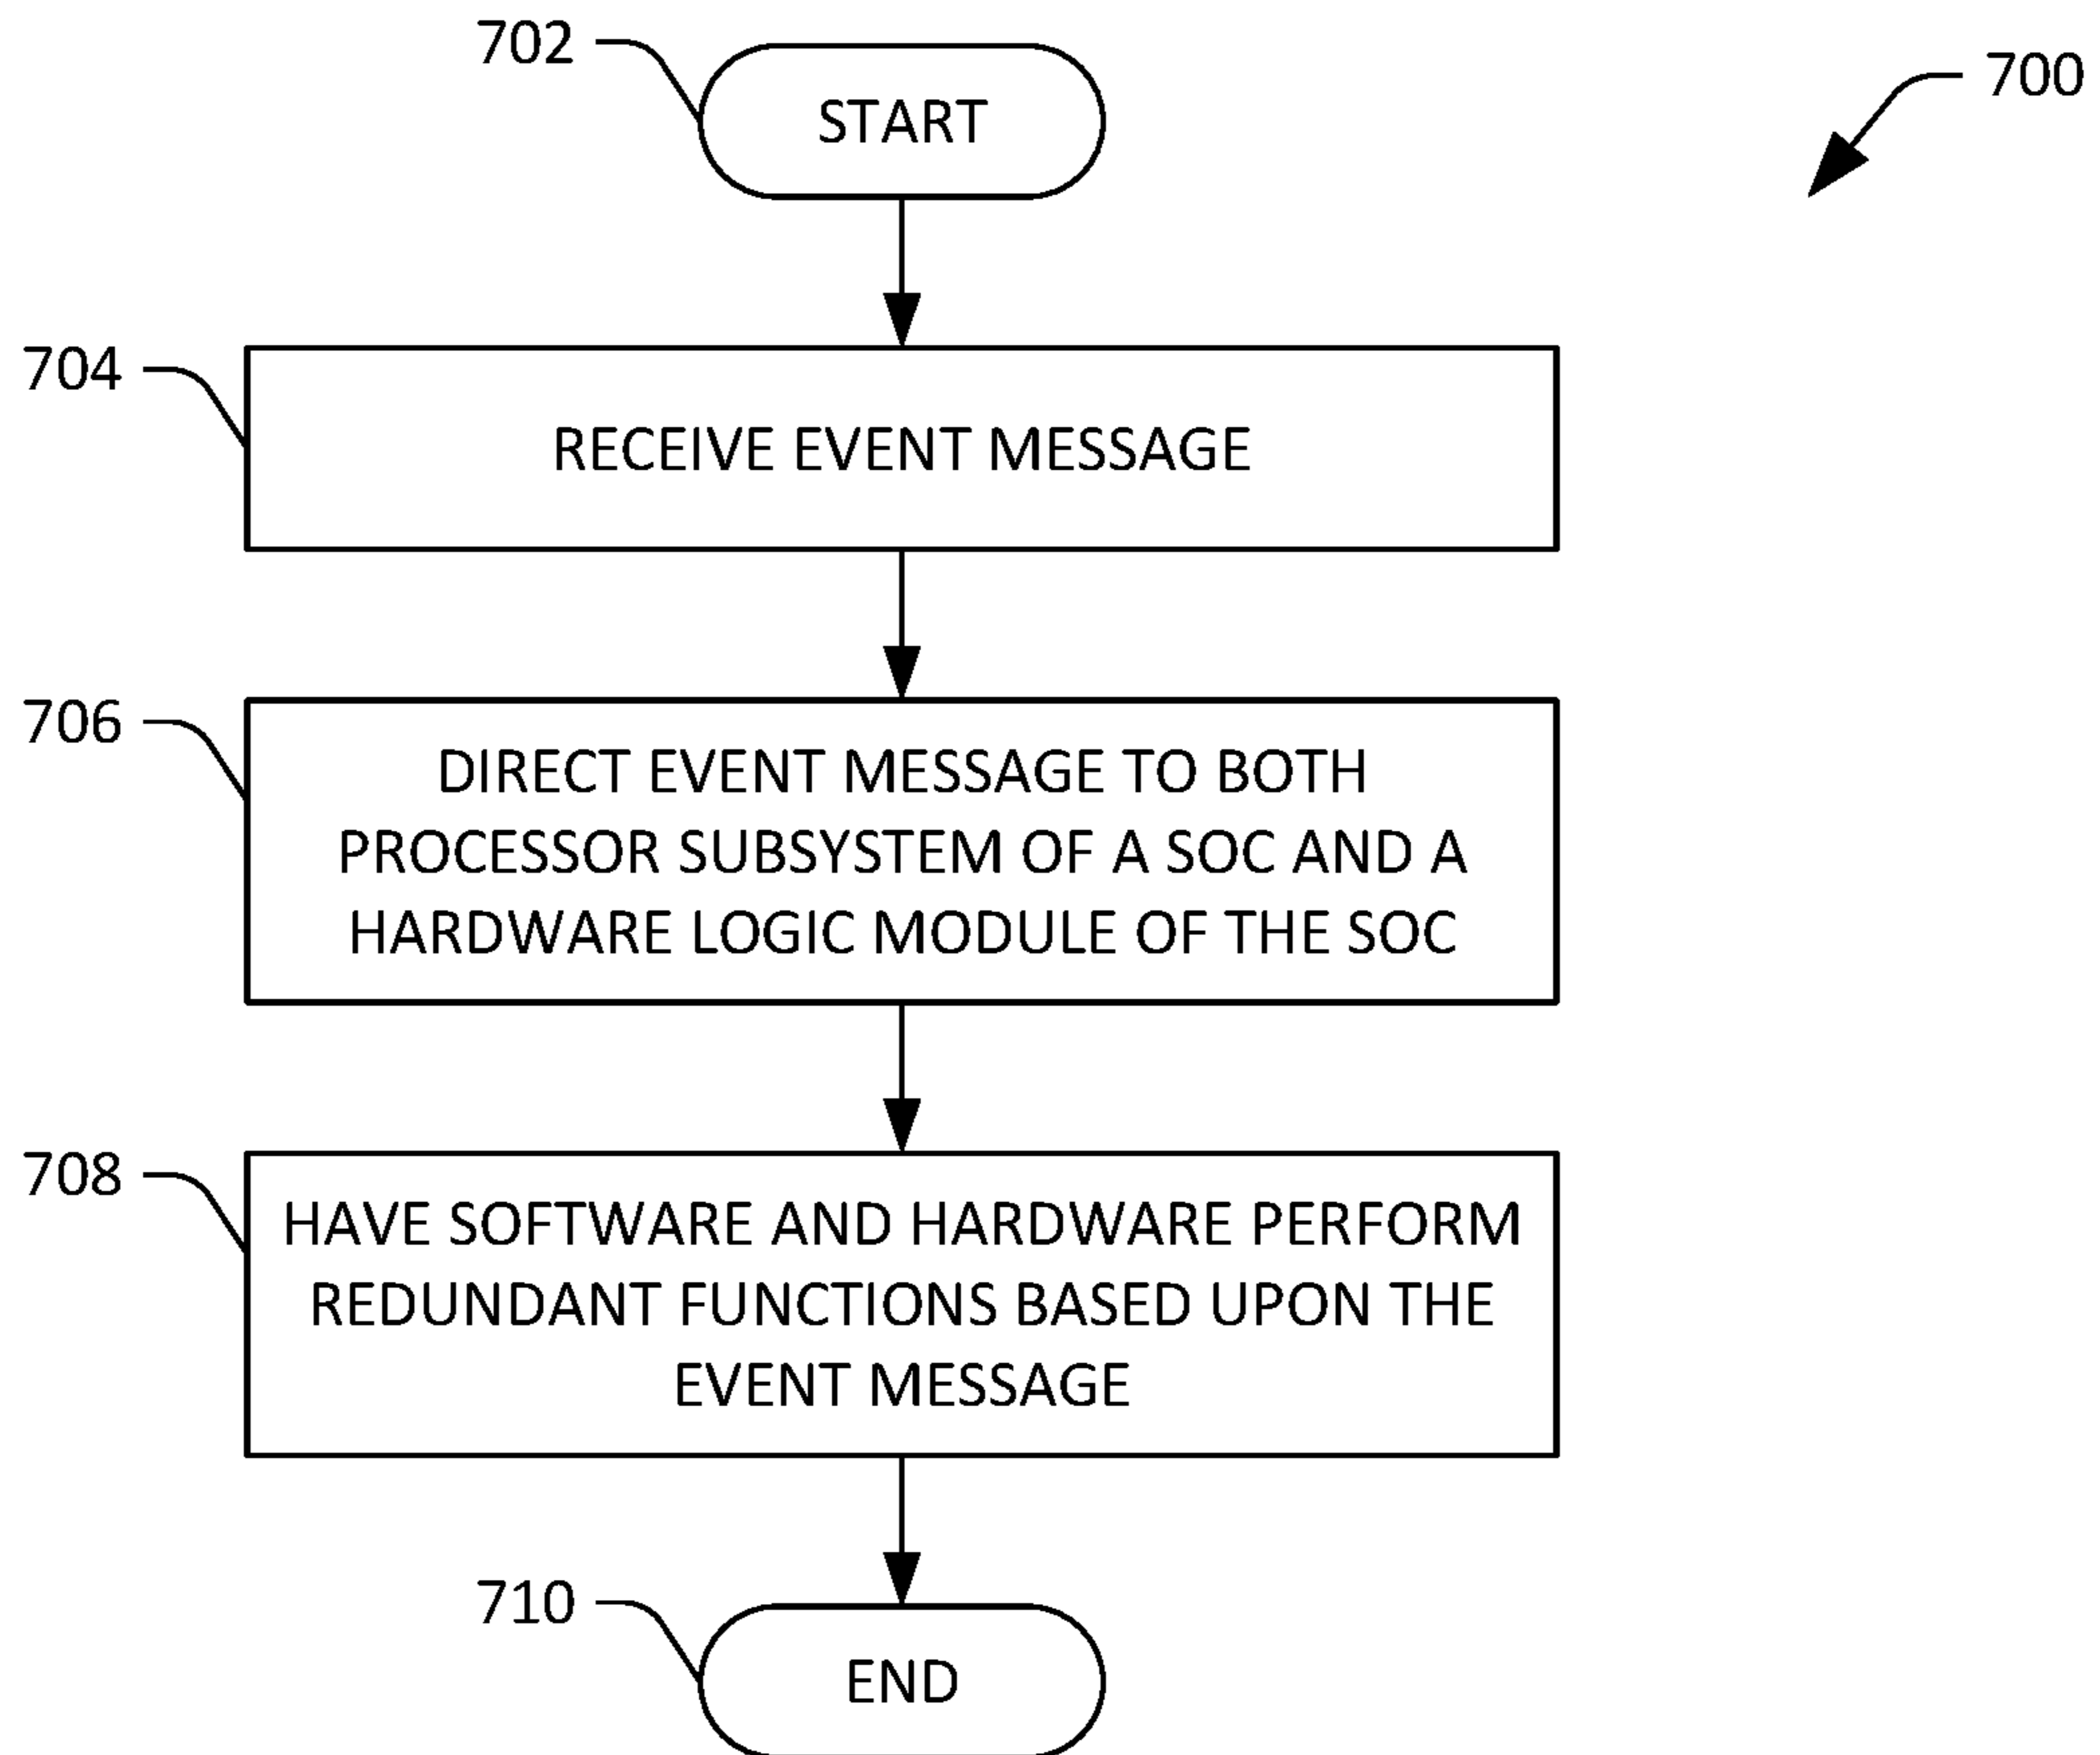 702
START
700
704
RECEIVE EVENT MESSAGE
706
DIRECT EVENT MESSAGE TO BOTH
PROCESSOR SUBSYSTEM OF A SOC AND A
HARDWARE LOGIC MODULE OF THE SOC
708
HAVE SOFTWARE AND HARDWARE PERFORM
REDUNDANT FUNCTIONS BASED UPON THE
EVENT MESSAGE
710
END